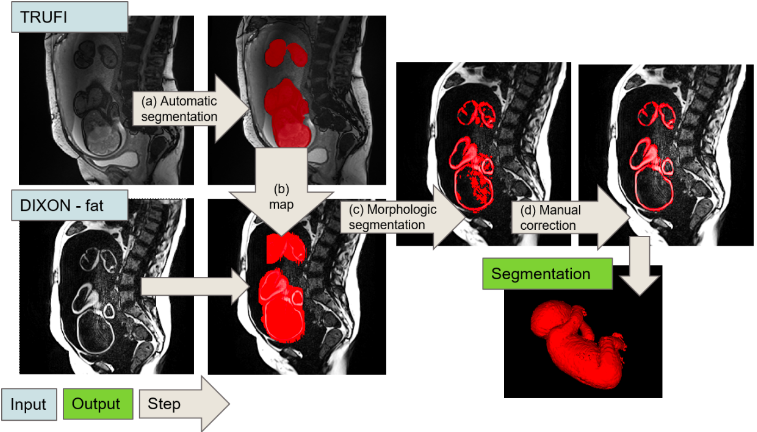 TRUFI
(a) Automatic
segmentation
(b)
map
DIXON - fat
(c) Morphologic
segmentation
(d) Manual
correction
Segmentation
Input
Output
Step